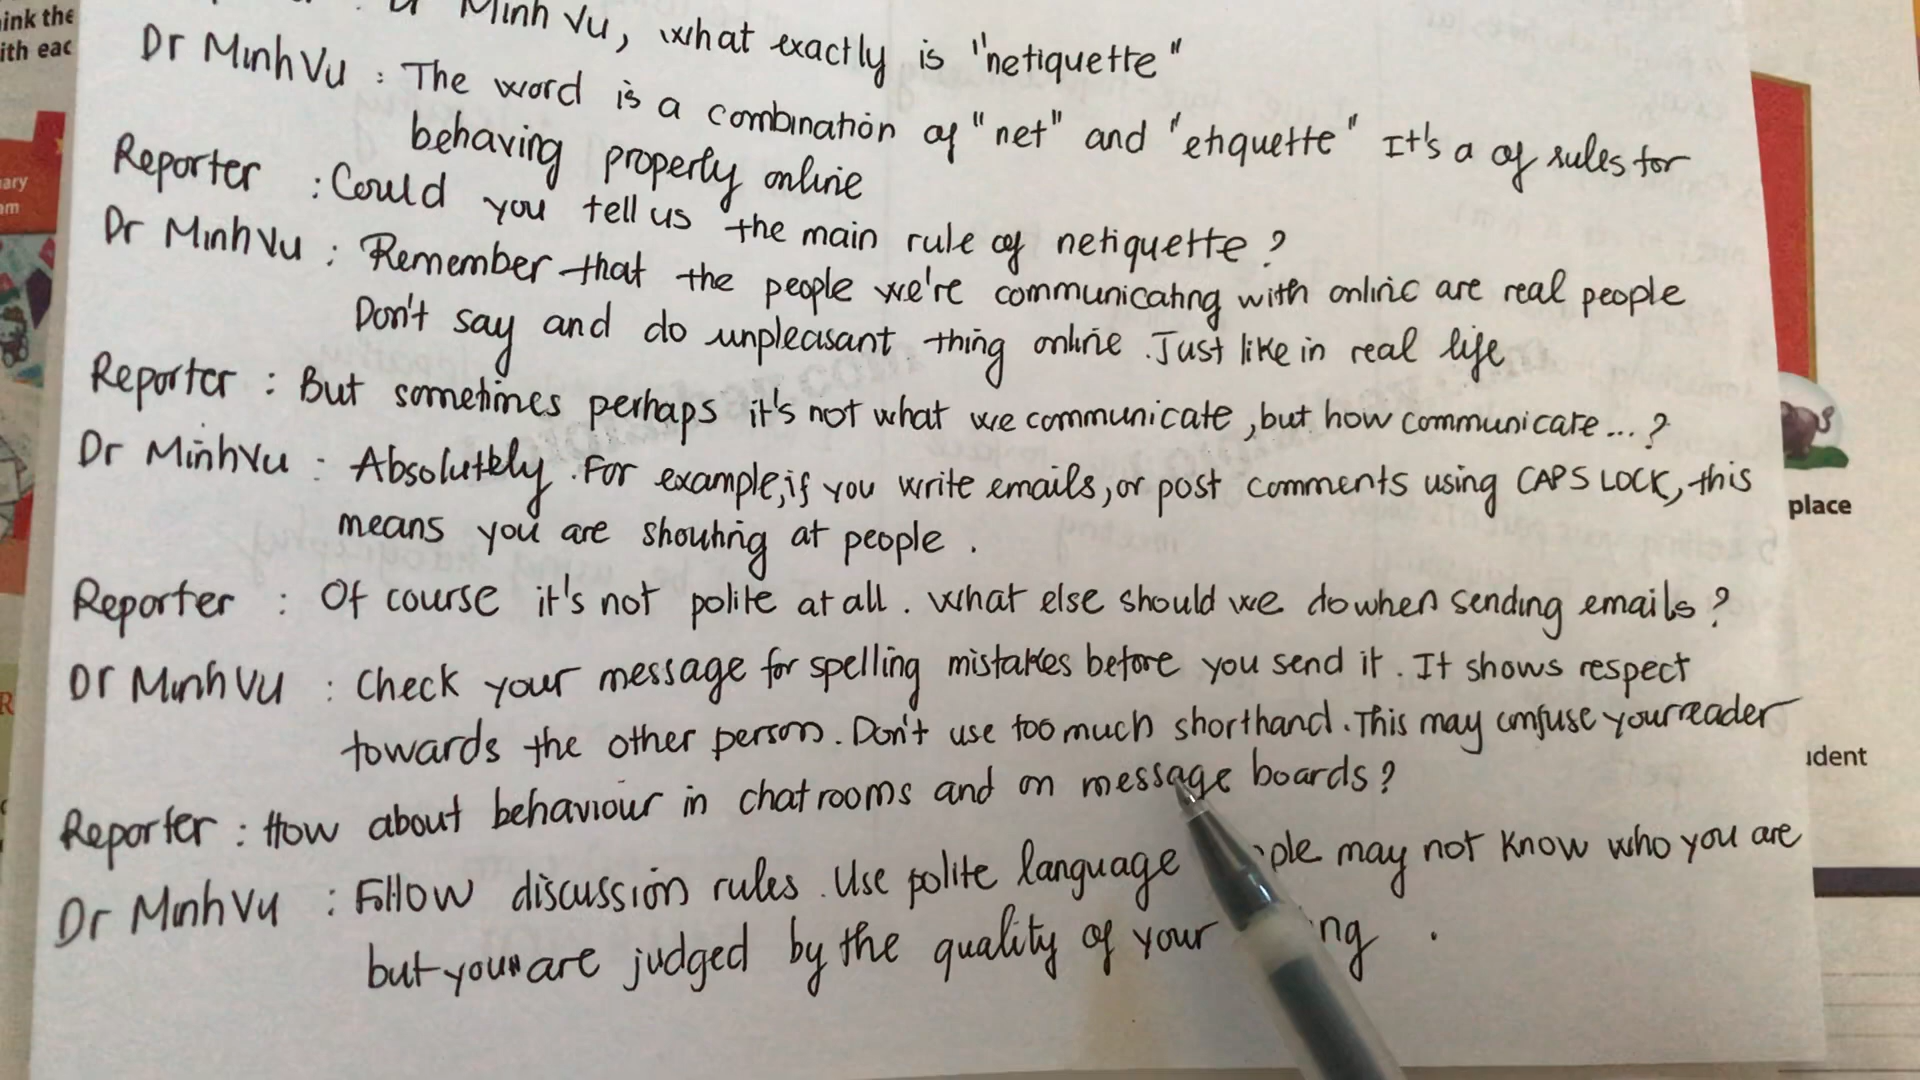 Dr Minh Vu, what exactly is "netiquette"
Dr Minh Vu : The word is a combination of "net" and "etiquette" It's a of rules for
behaving properly online
Reporter : Could you tell us the main rule of netiquette ?
Dr Minh Vu : Remember that the people we're communicating with online are real people
Don't say and do unpleasant thing online . Just like in real life
Reporter : But sometimes perhaps it's not what we communicate , but how communicate ... ?
Dr Minh Vu : Absolutely . For example, if you write emails, or post comments using CAPS LOCK, this
means you are shouting at people .
Reporter : Of course it's not polite at all . What else should we do when sending emails ?
Dr Minh Vu : Check your message for spelling mistakes before you send it . It shows respect
towards the other person . Don't use too much shorthand . This may confuse your reader
Reporter : How about behaviour in chat rooms and on message boards ?
Dr Minh Vu : Follow discussion rules . Use polite language may not know who you are
but you are judged by the quality of your .
ink the
ith eac
ary
am
place
dent